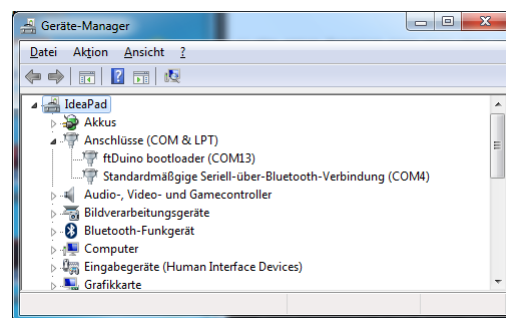 Geräte-Manager
Datei Aktion Ansicht ?
IdeaPad
Akkus
Anschlüsse (COM & LPT)
ftDuino bootloader (COM13)
Standardmäßgige Seriell-über-Bluetooth-Verbindung (COM4)
Audio-, Video- und Gamecontroller
Bildverarbeitungsgeräte
Bluetooth-Funkgerät
Computer
Eingabegeräte (Human Interface Devices)
Grafikkarte